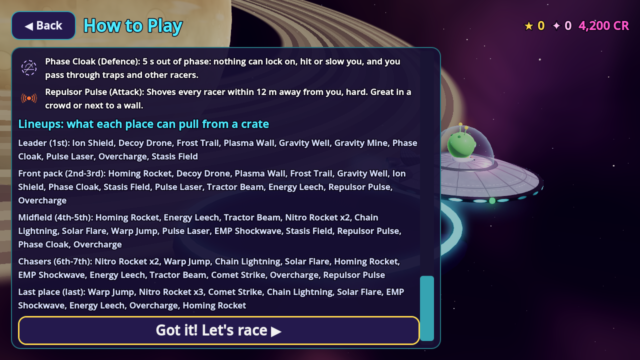 ◀ Back
How to Play
★ 0 ✦ 0 4,200 CR
Phase Cloak (Defence): 5 s out of phase: nothing can lock on, hit or slow you, and you
pass through traps and other racers.
Repulsor Pulse (Attack): Shoves every racer within 12 m away from you, hard. Great in a
crowd or next to a wall.
Lineups: what each place can pull from a crate
Leader (1st): Ion Shield, Decoy Drone, Frost Trail, Plasma Wall, Gravity Well, Gravity Mine, Phase
Cloak, Pulse Laser, Overcharge, Stasis Field
Front pack (2nd-3rd): Homing Rocket, Decoy Drone, Plasma Wall, Frost Trail, Gravity Well, Ion
Shield, Phase Cloak, Stasis Field, Pulse Laser, Tractor Beam, Energy Leech, Repulsor Pulse,
Overcharge
Midfield (4th-5th): Homing Rocket, Energy Leech, Tractor Beam, Nitro Rocket x2, Chain
Lightning, Solar Flare, Warp Jump, Pulse Laser, EMP Shockwave, Stasis Field, Repulsor Pulse,
Phase Cloak, Overcharge
Chasers (6th-7th): Nitro Rocket x2, Warp Jump, Chain Lightning, Solar Flare, Homing Rocket,
EMP Shockwave, Energy Leech, Tractor Beam, Comet Strike, Overcharge, Repulsor Pulse
Last place (last): Warp Jump, Nitro Rocket x3, Comet Strike, Chain Lightning, Solar Flare, EMP
Shockwave, Energy Leech, Overcharge, Homing Rocket
Got it! Let's race ▶